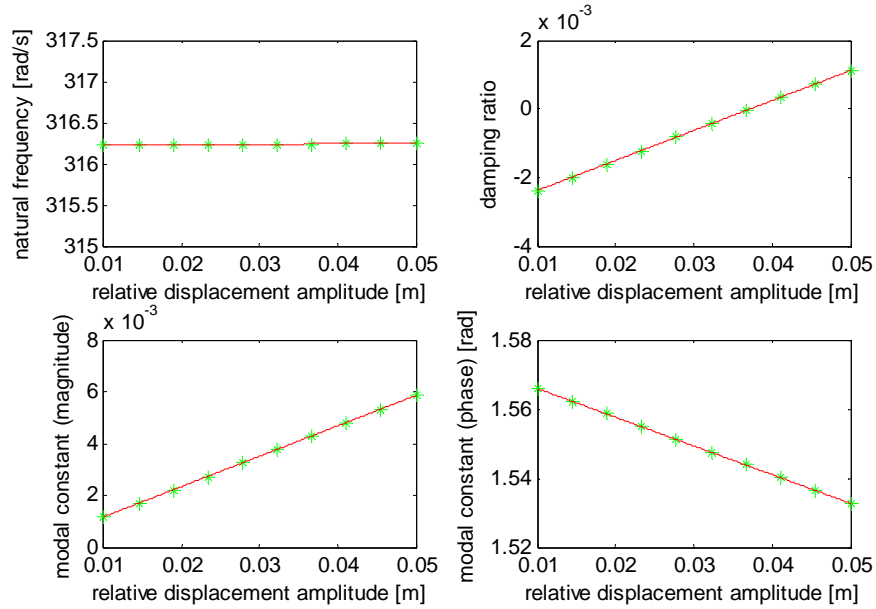 317.5
317
316.5
316
315.5
315
natural frequency [rad/s]
0.01 0.02 0.03 0.04 0.05
relative displacement amplitude [m]
x 10⁻³
2
0
-2
-4
damping ratio
0.01 0.02 0.03 0.04 0.05
relative displacement amplitude [m]
x 10⁻³
8
6
4
2
0
modal constant (magnitude)
0.01 0.02 0.03 0.04 0.05
relative displacement amplitude [m]
1.58
1.56
1.54
1.52
modal constant (phase) [rad]
0.01 0.02 0.03 0.04 0.05
relative displacement amplitude [m]